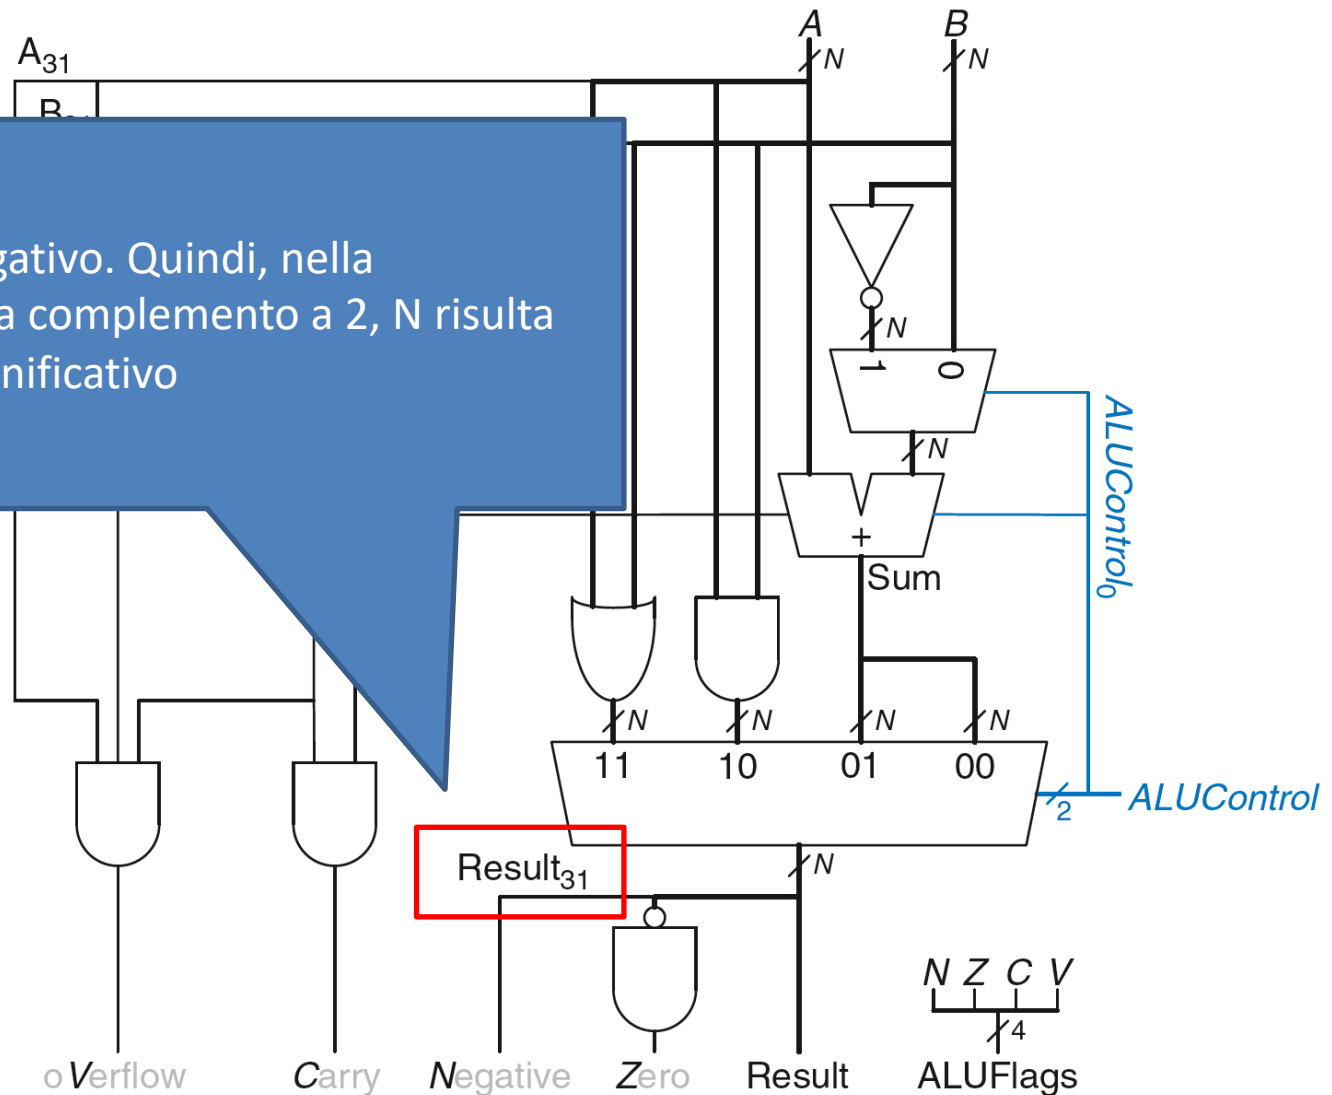 A B
A31 N N
gativo. Quindi, nella
a complemento a 2, N risulta
nificativo
N
1 0
N
ALUControl0
+
Sum
N N N N
11 10 01 00
2 ALUControl
Result31 N
N Z C V
4
oVerflow Carry Negative Zero Result ALUFlags